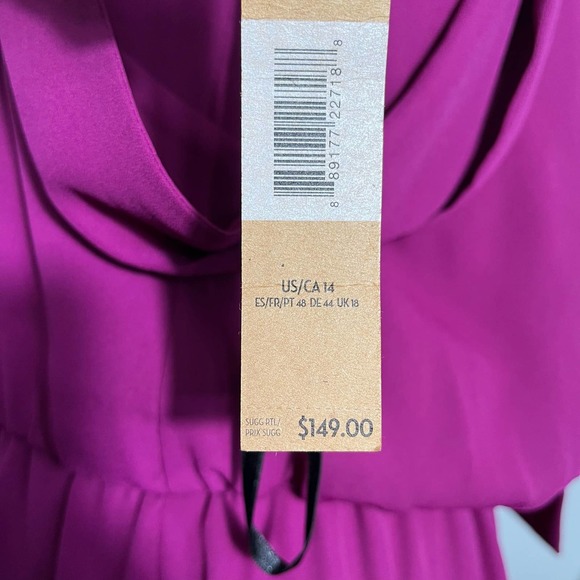 8 89177 22718 8
US/CA 14
ES/FR/PT 48 DE 44 UK 18
SUGG RTL/
PRIX SUGG
$149.00